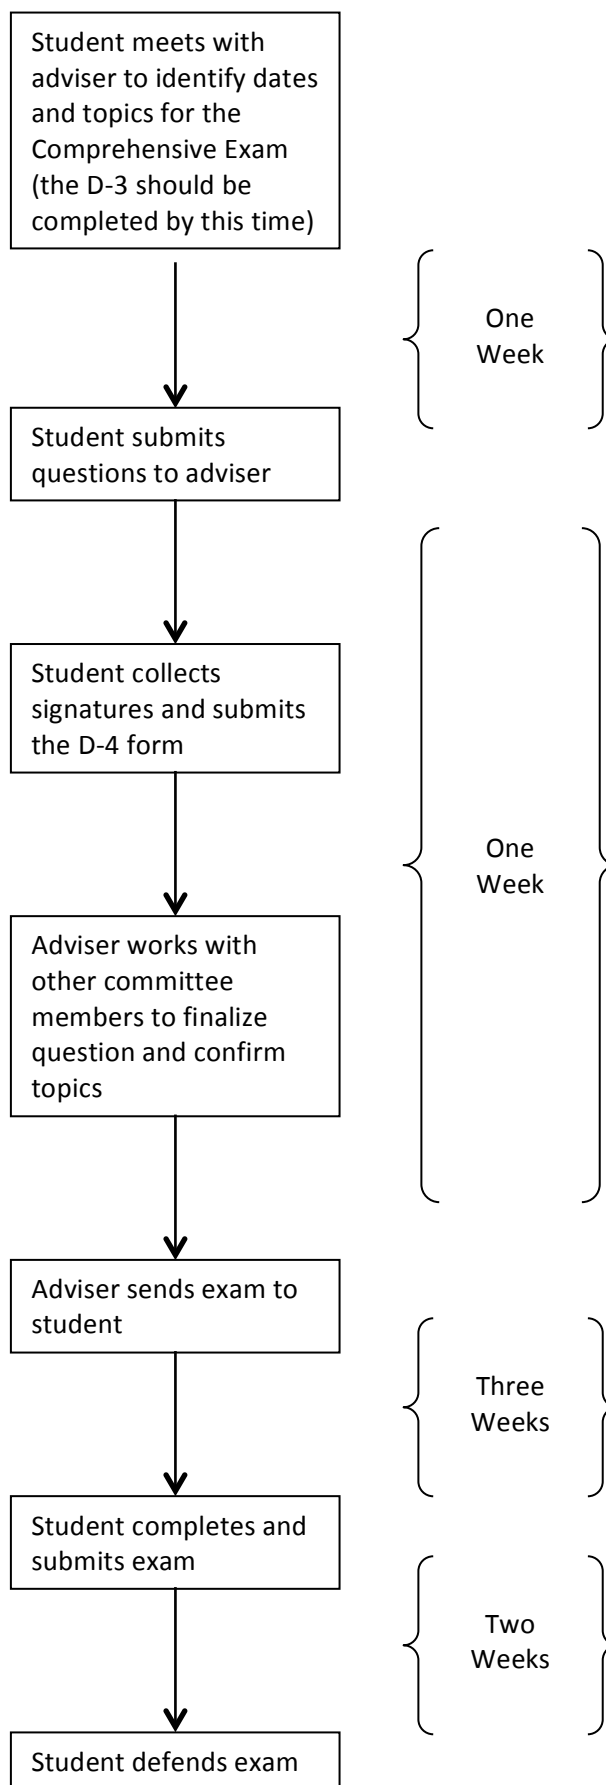 Student meets with
adviser to identify dates
and topics for the
Comprehensive Exam
(the D-3 should be
completed by this time)
One
Week
Student submits
questions to adviser
Student collects
signatures and submits
the D-4 form
One
Week
Adviser works with
other committee
members to finalize
question and confirm
topics
Adviser sends exam to
student
Three
Weeks
Student completes and
submits exam
Two
Weeks
Student defends exam